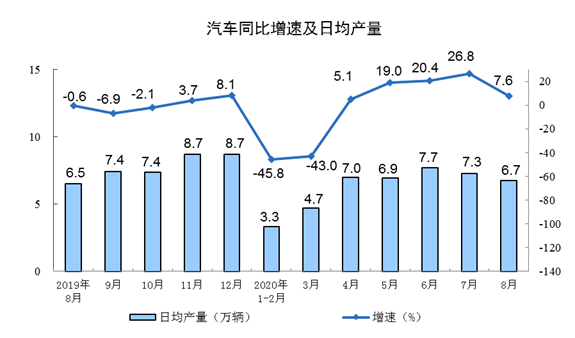 汽车同比增速及日均产量
15
10
5
0
20
0
-20
-40
-60
-80
-100
-120
-140
-0.6
-6.9
-2.1
3.7
8.1
-45.8
-43.0
5.1
19.0
20.4
26.8
7.6
6.5
7.4
7.4
8.7
8.7
3.3
4.7
7.0
6.9
7.7
7.3
6.7
2019年
8月
9月
10月
11月
12月
2020年
1-2月
3月
4月
5月
6月
7月
8月
日均产量（万辆）
增速（%）